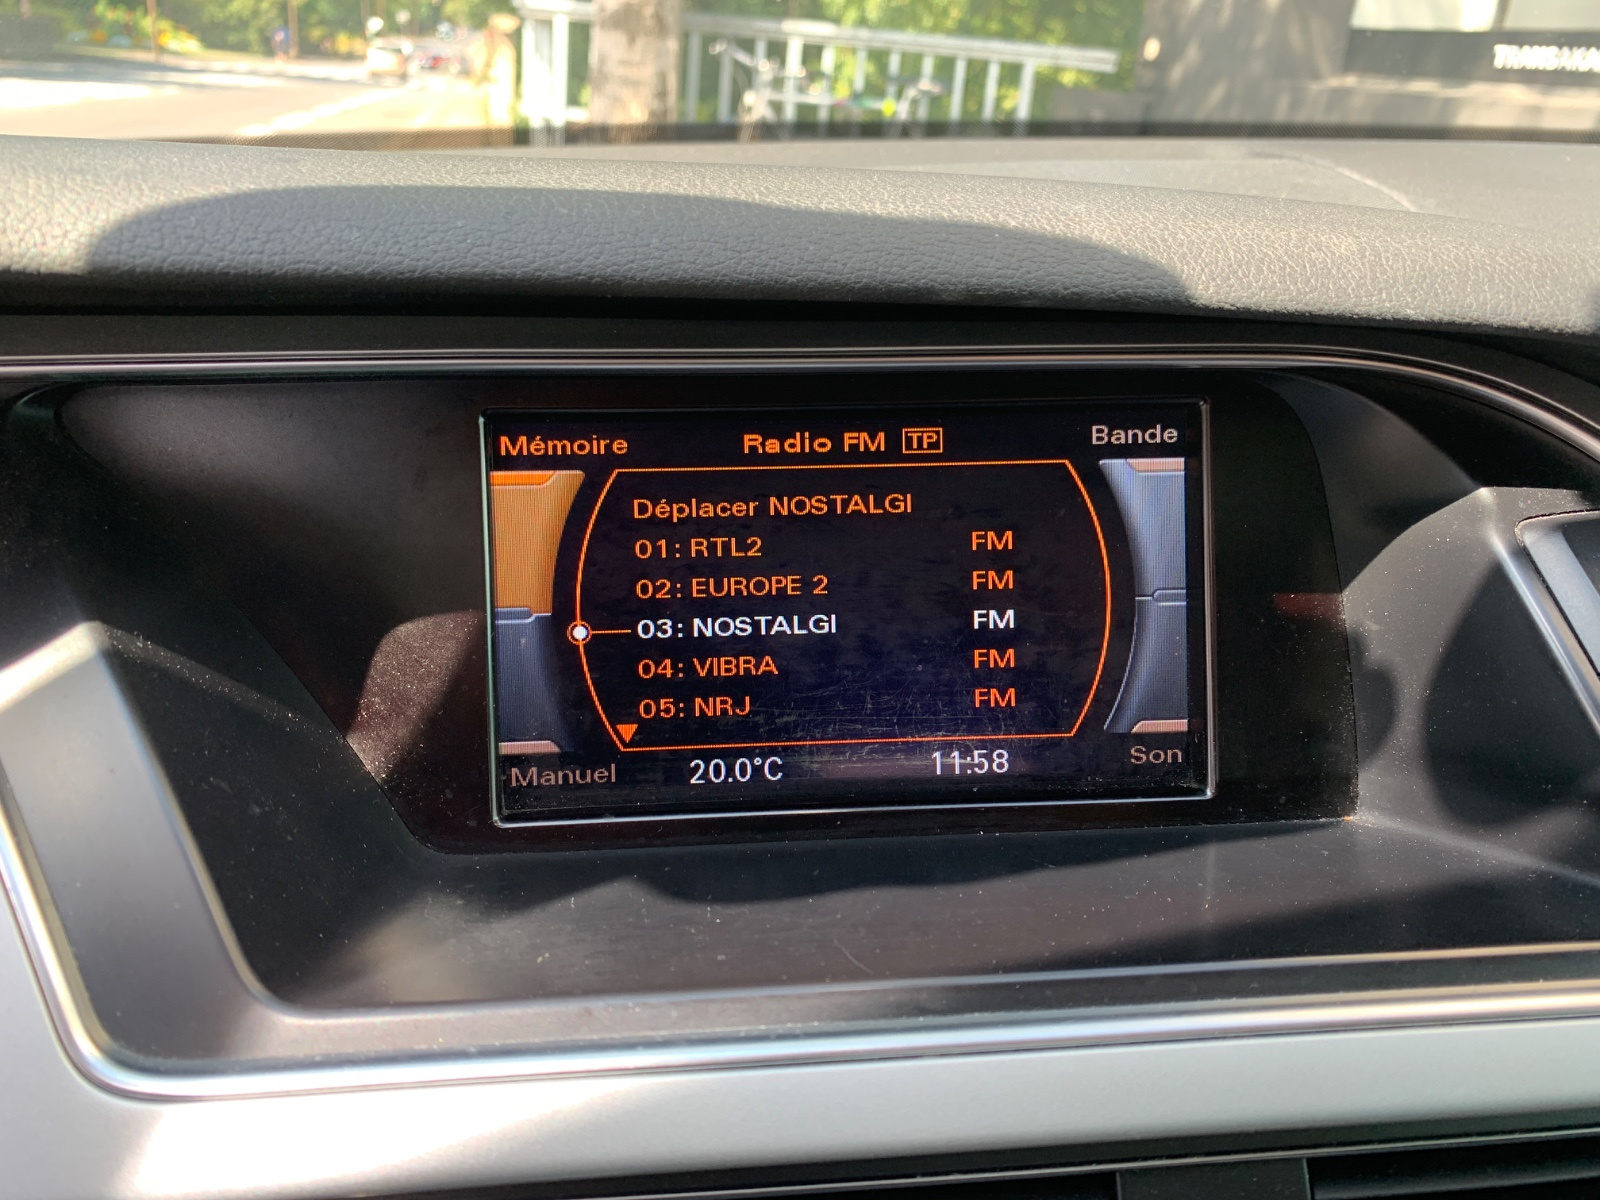 TRANSAKA
Mémoire Radio FM TP Bande
Déplacer NOSTALGI
01: RTL2 FM
02: EUROPE 2 FM
03: NOSTALGI FM
04: VIBRA FM
05: NRJ FM
Manuel 20.0°C 11:58 Son